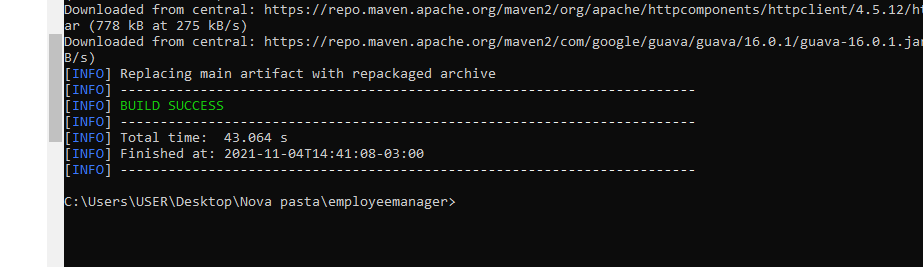 Downloaded from central: https://repo.maven.apache.org/maven2/org/apache/httpcomponents/httpclient/4.5.12/ht
ar (778 kB at 275 kB/s)
Downloaded from central: https://repo.maven.apache.org/maven2/com/google/guava/guava/16.0.1/guava-16.0.1.jar
B/s)
[INFO] Replacing main artifact with repackaged archive
[INFO] ------------------------------------------------------------------------
[INFO] BUILD SUCCESS
[INFO] ------------------------------------------------------------------------
[INFO] Total time:  43.064 s
[INFO] Finished at: 2021-11-04T14:41:08-03:00
[INFO] ------------------------------------------------------------------------
C:\Users\USER\Desktop\Nova pasta\employeemanager>